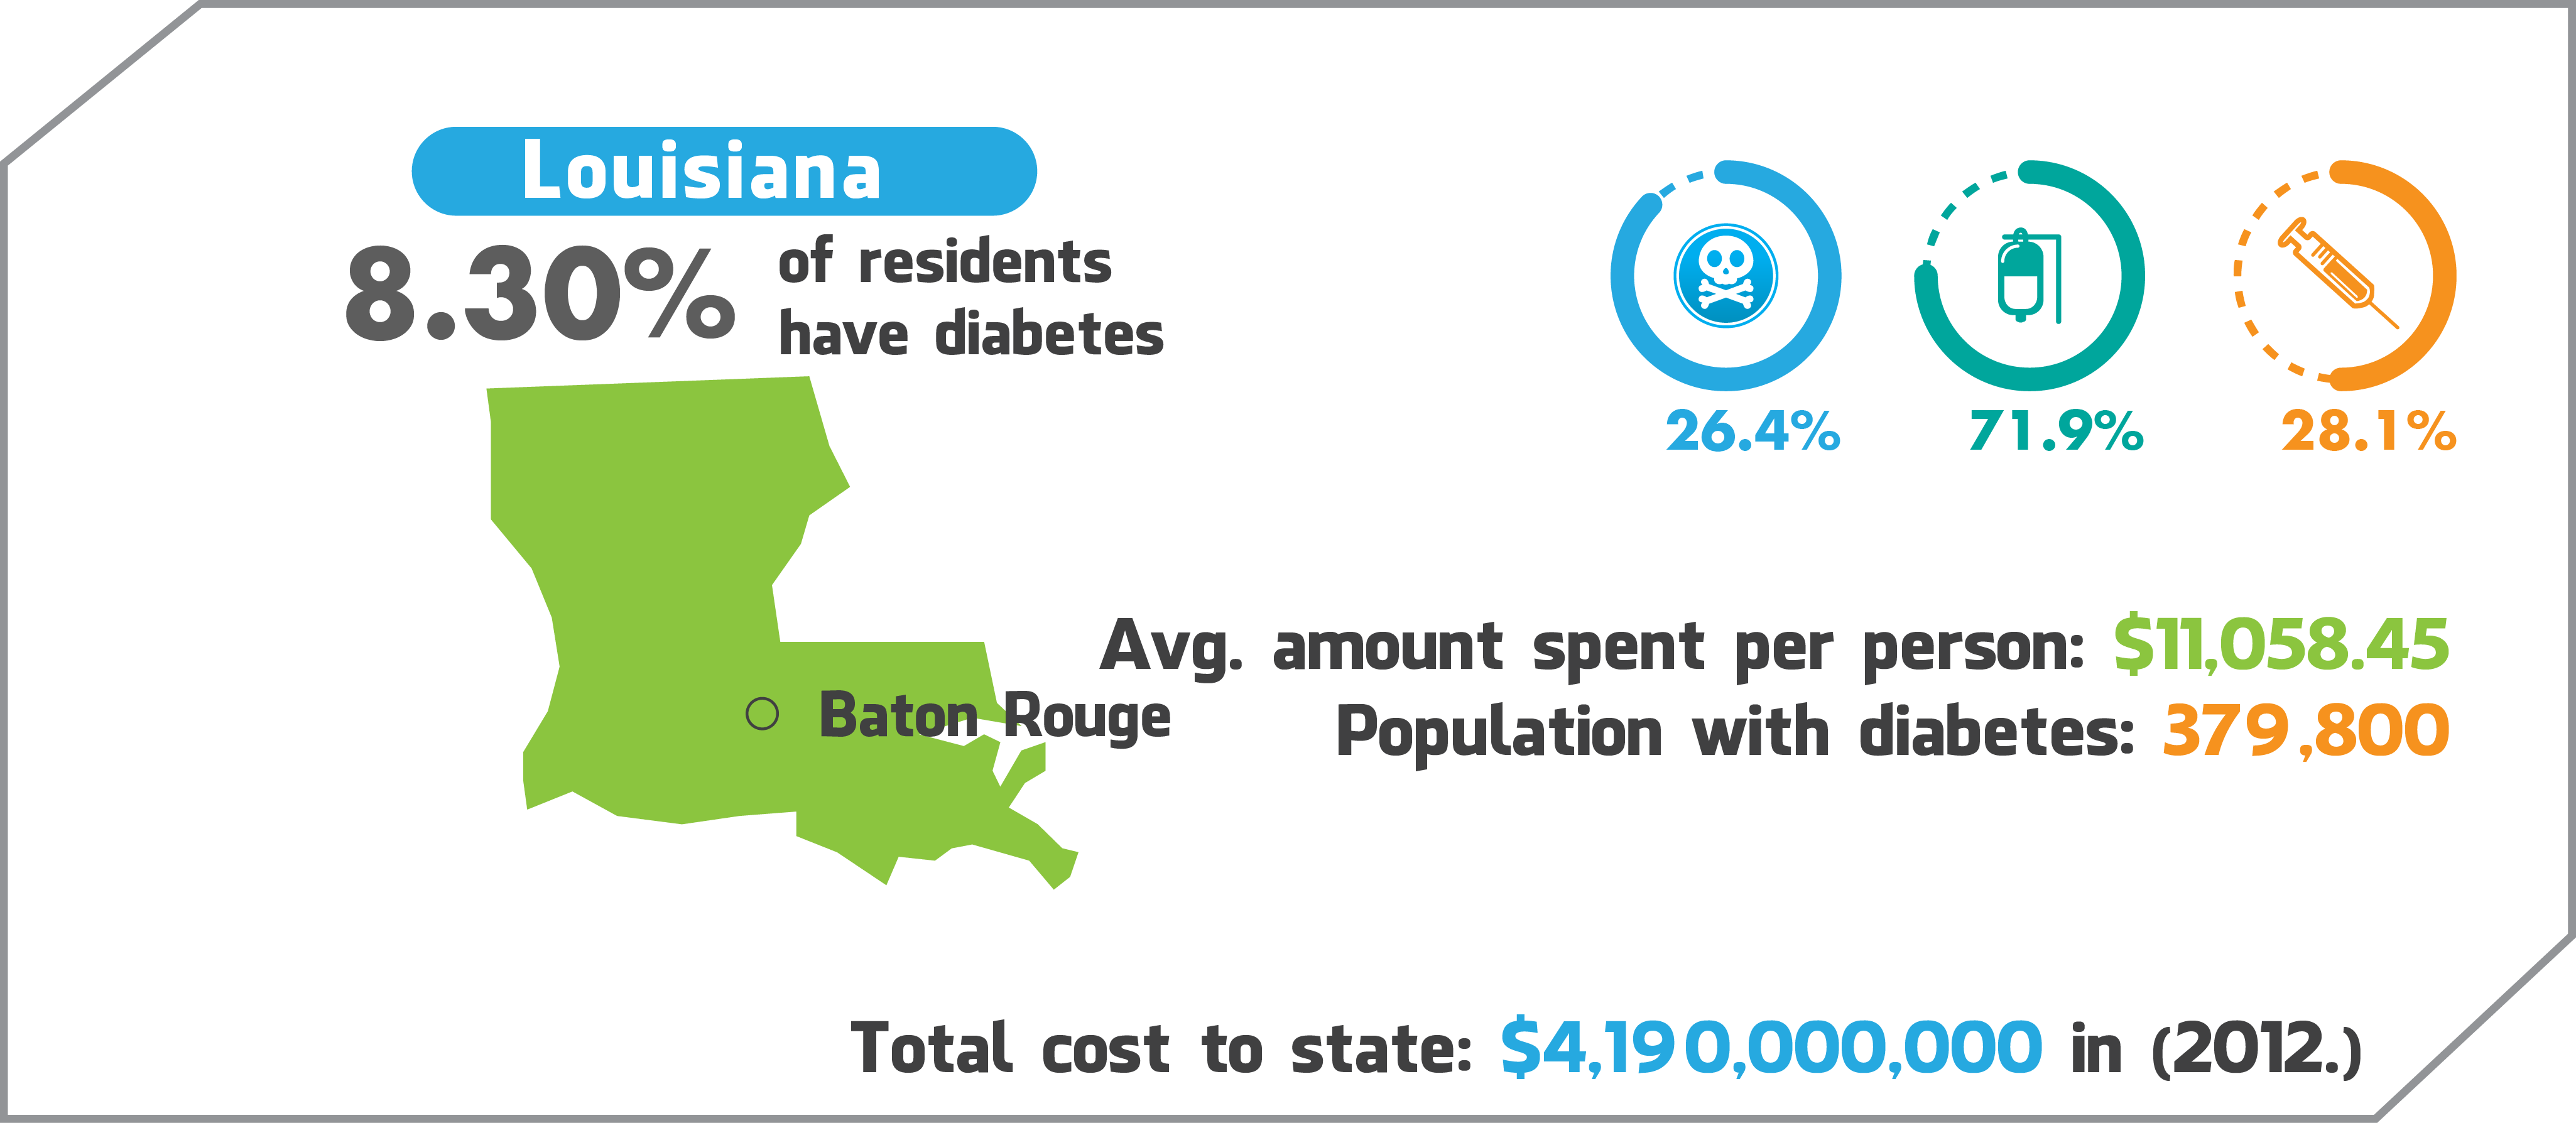 Louisiana
8.30% of residents
have diabetes
26.4% 71.9% 28.1%
Avg. amount spent per person: $11,058.45
Baton Rouge
Population with diabetes: 379,800
Total cost to state: $4,190,000,000 in (2012.)